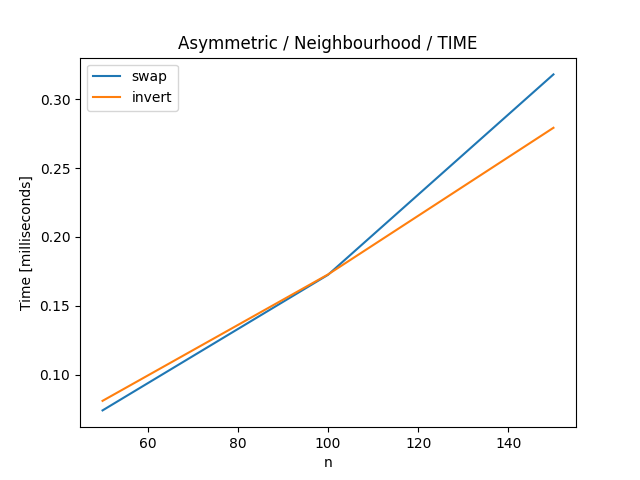 Asymmetric / Neighbourhood / TIME
swap
invert
0.30
0.25
0.20
0.15
0.10
Time [milliseconds]
60 80 100 120 140
n